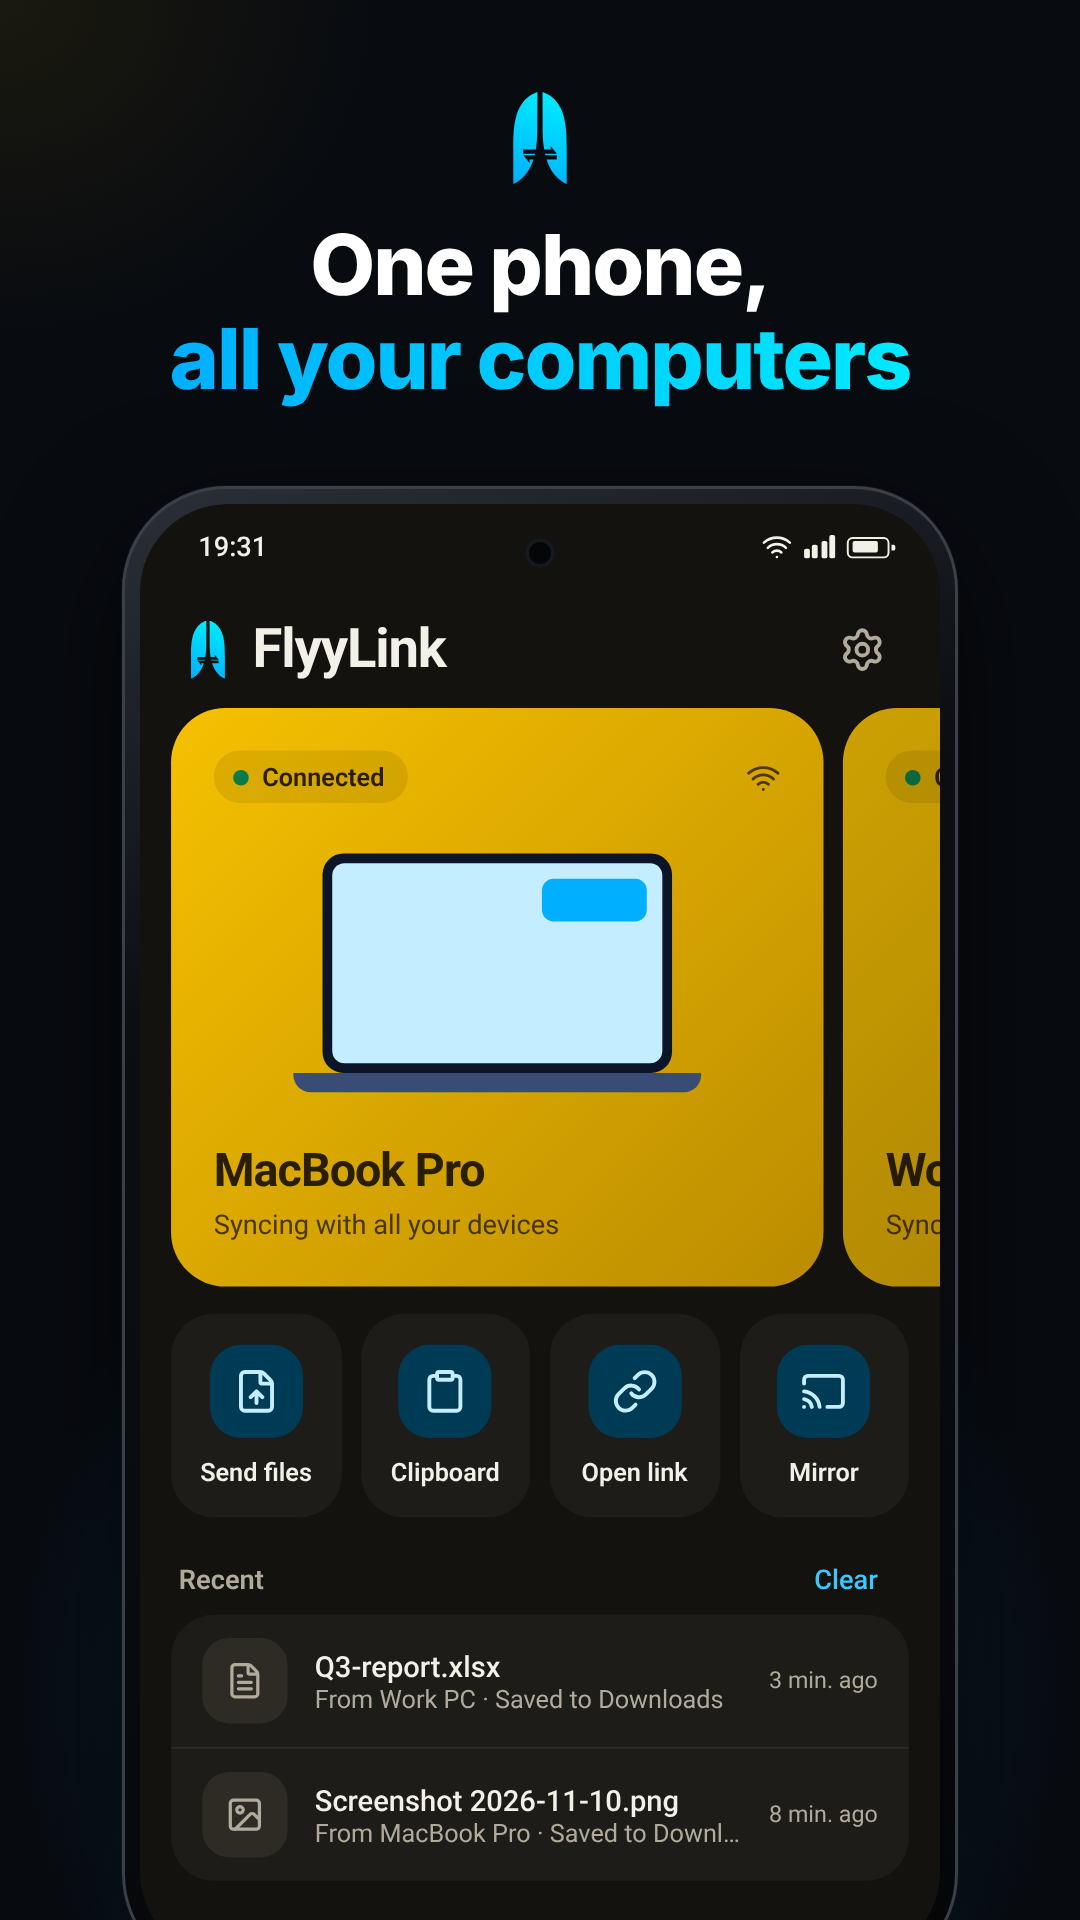 One phone,
all your computers
19:31
FlyyLink
Connected
MacBook Pro
Syncing with all your devices
Send files
Clipboard
Open link
Mirror
Recent
Clear
Q3-report.xlsx
From Work PC · Saved to Downloads
3 min. ago
Screenshot 2026-11-10.png
From MacBook Pro · Saved to Downl...
8 min. ago